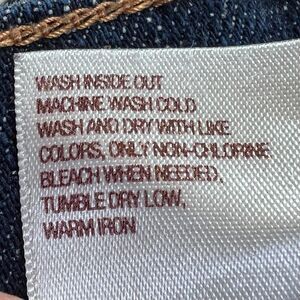 WASH INSIDE OUT
MACHINE WASH COLD
WASH AND DRY WITH LIKE
COLORS, ONLY NON-CHLORINE
BLEACH WHEN NEEDED,
TUMBLE DRY LOW,
WARM IRON